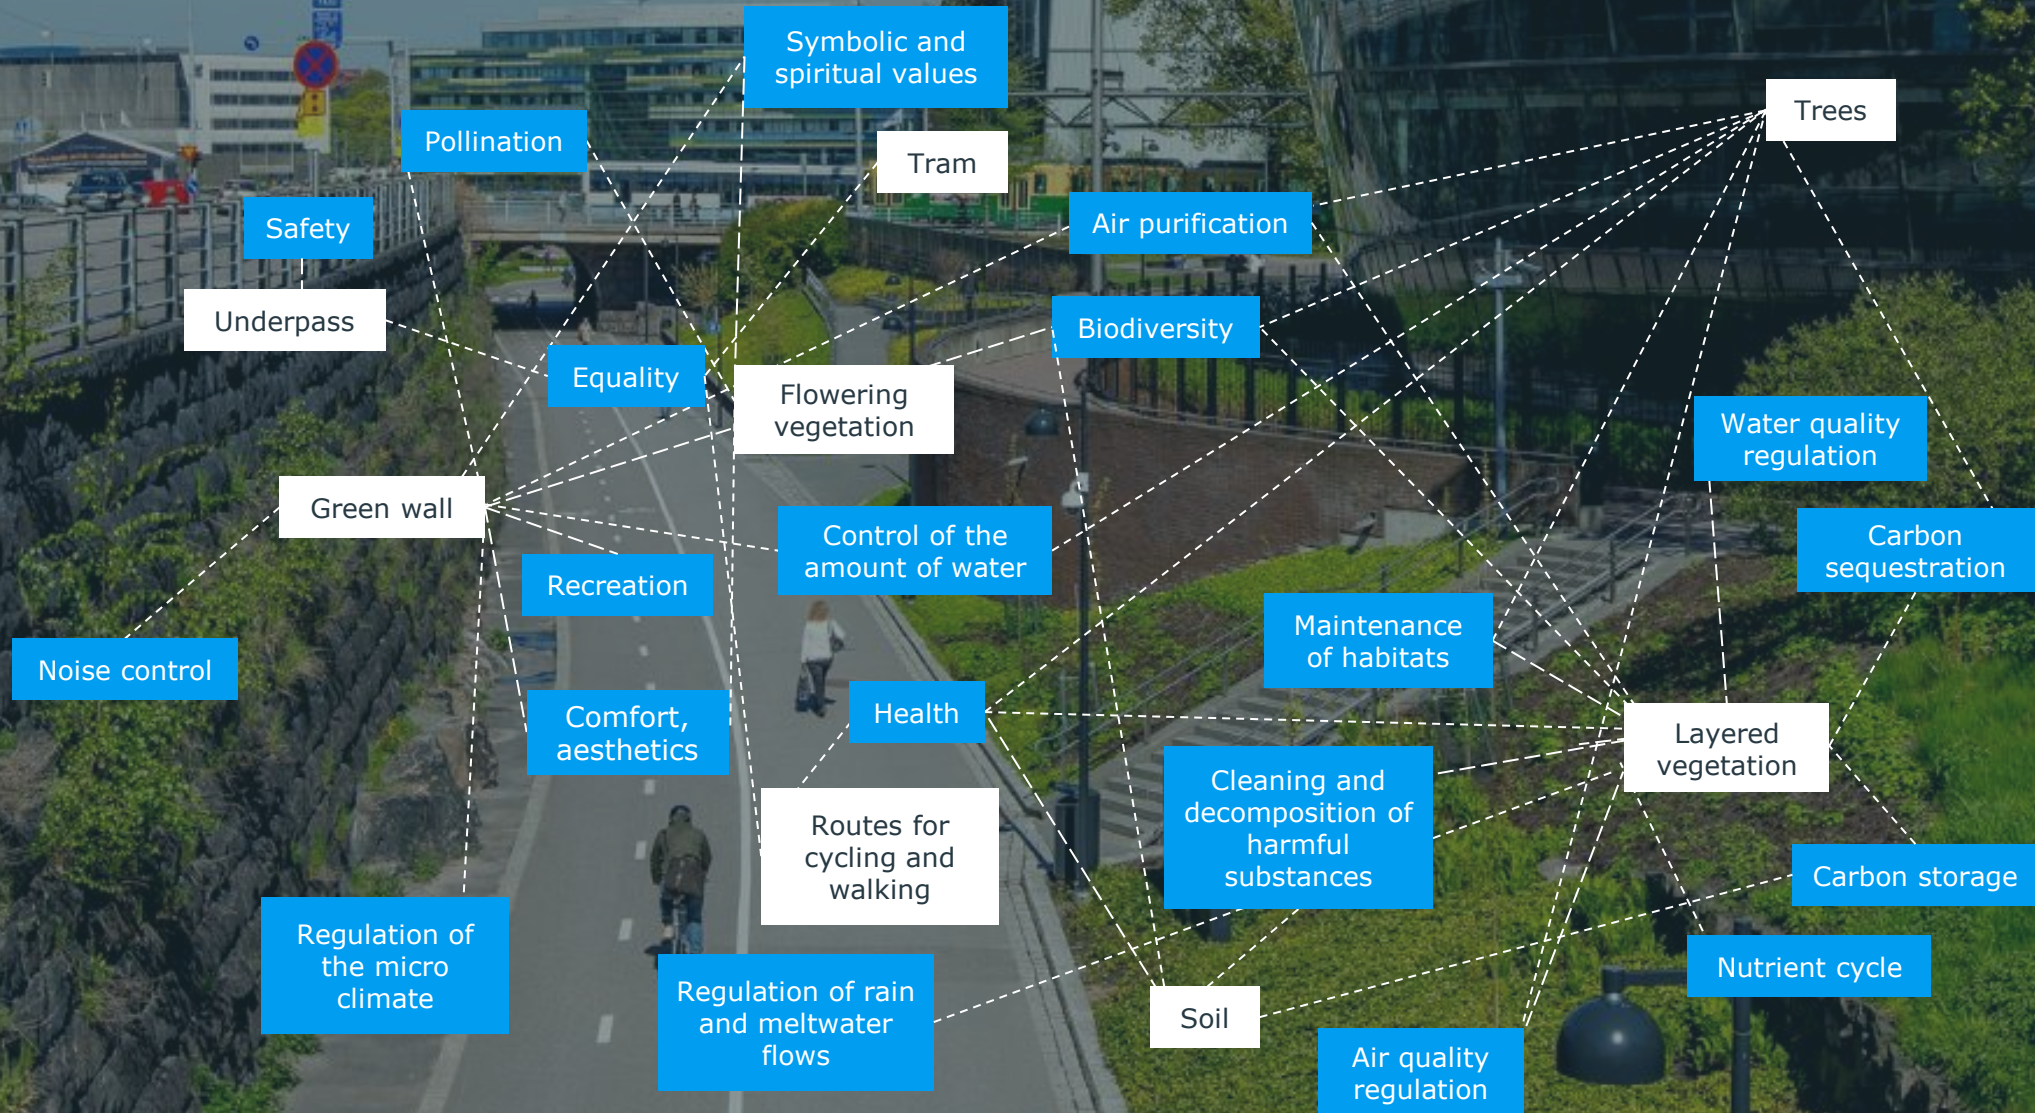 Symbolic and
spiritual values
Pollination
Tram
Trees
Safety
Air purification
Underpass
Biodiversity
Equality
Flowering
vegetation
Water quality
regulation
Green wall
Control of the
amount of water
Carbon
sequestration
Recreation
Maintenance
of habitats
Noise control
Comfort,
aesthetics
Health
Layered
vegetation
Cleaning and
decomposition of
harmful
substances
Routes for
cycling and
walking
Carbon storage
Regulation of
the micro
climate
Nutrient cycle
Regulation of rain
and meltwater
flows
Soil
Air quality
regulation